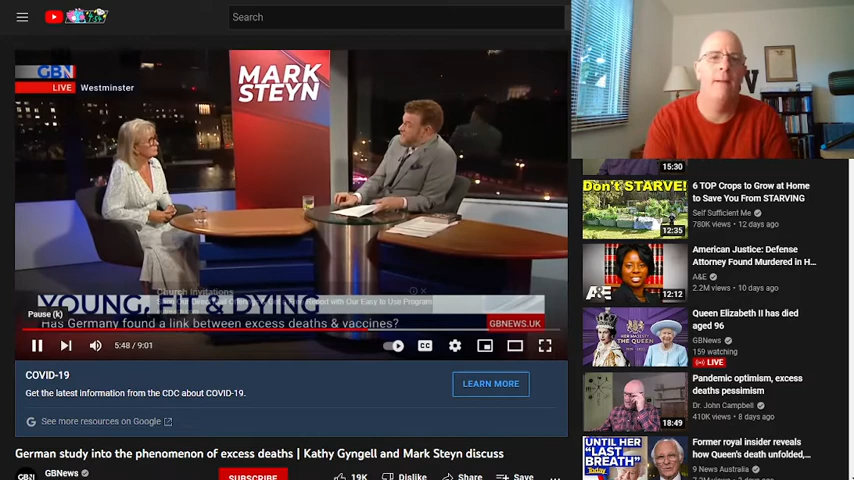 Search
GBN
LIVE
Westminster
MARK
STEYN
Church Invitations
YOUNG, FIT & DYING
Has Germany found a link between excess deaths & vaccines?
GBNEWS.UK
Pause (k)
5:48 / 9:01
CC
COVID-19
Get the latest information from the CDC about COVID-19.
LEARN MORE
See more resources on Google
German study into the phenomenon of excess deaths | Kathy Gyngell and Mark Steyn discuss
GBNews
SUBSCRIBE
19K
Dislike
Share
Save
15:30
Don't STARVE!
12:35
6 TOP Crops to Grow at Home
to Save You From STARVING
Self Sufficient Me
780K views • 12 days ago
A&E
12:12
American Justice: Defense
Attorney Found Murdered in H...
A&E
2.2M views • 10 days ago
THE QUEEN
Queen Elizabeth II has died
aged 96
GBNews
159 watching
LIVE
18:49
Pandemic optimism, excess
deaths pessimism
Dr. John Campbell
410K views • 8 days ago
UNTIL HER
"LAST
BREATH"
Today
Former royal insider reveals
how Queen's death unfolded,...
9 News Australia